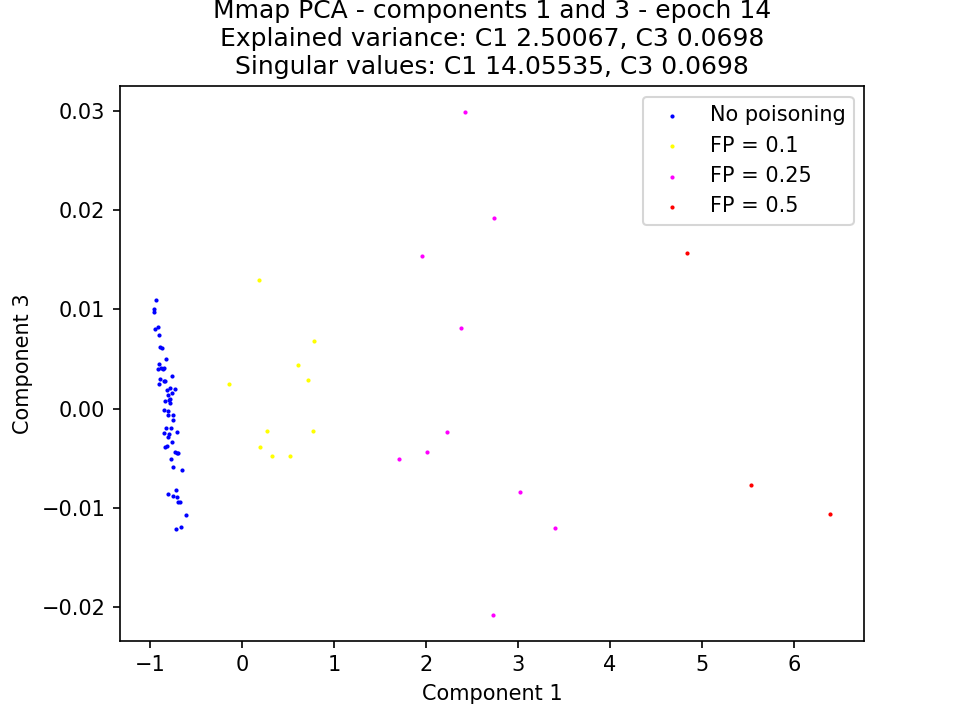 Mmap PCA - components 1 and 3 - epoch 14
Explained variance: C1 2.50067, C3 0.0698
Singular values: C1 14.05535, C3 0.0698
No poisoning
FP = 0.1
FP = 0.25
FP = 0.5
0.03
0.02
0.01
0.00
−0.01
−0.02
Component 3
−1 0 1 2 3 4 5 6
Component 1